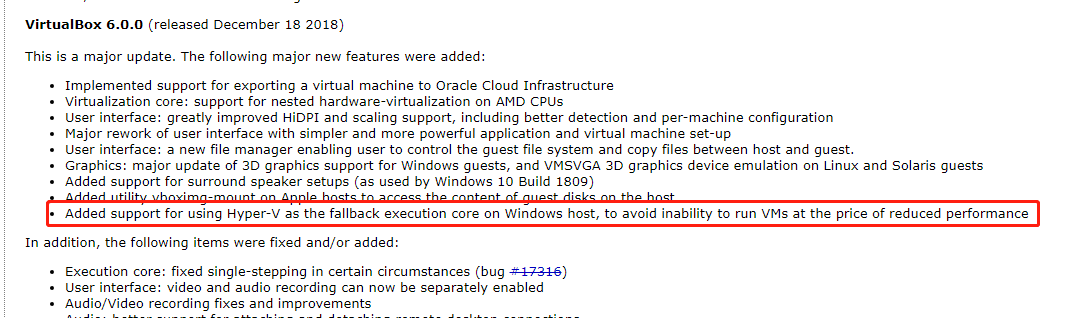 VirtualBox 6.0.0 (released December 18 2018)
This is a major update. The following major new features were added:
Implemented support for exporting a virtual machine to Oracle Cloud Infrastructure
Virtualization core: support for nested hardware-virtualization on AMD CPUs
User interface: greatly improved HiDPI and scaling support, including better detection and per-machine configuration
Major rework of user interface with simpler and more powerful application and virtual machine set-up
User interface: a new file manager enabling user to control the guest file system and copy files between host and guest.
Graphics: major update of 3D graphics support for Windows guests, and VMSVGA 3D graphics device emulation on Linux and Solaris guests
Added support for surround speaker setups (as used by Windows 10 Build 1809)
Added utility vboximg-mount on Apple hosts to access the content of guest disks on the host
Added support for using Hyper-V as the fallback execution core on Windows host, to avoid inability to run VMs at the price of reduced performance
In addition, the following items were fixed and/or added:
Execution core: fixed single-stepping in certain circumstances (bug #17316)
User interface: video and audio recording can now be separately enabled
Audio/Video recording fixes and improvements